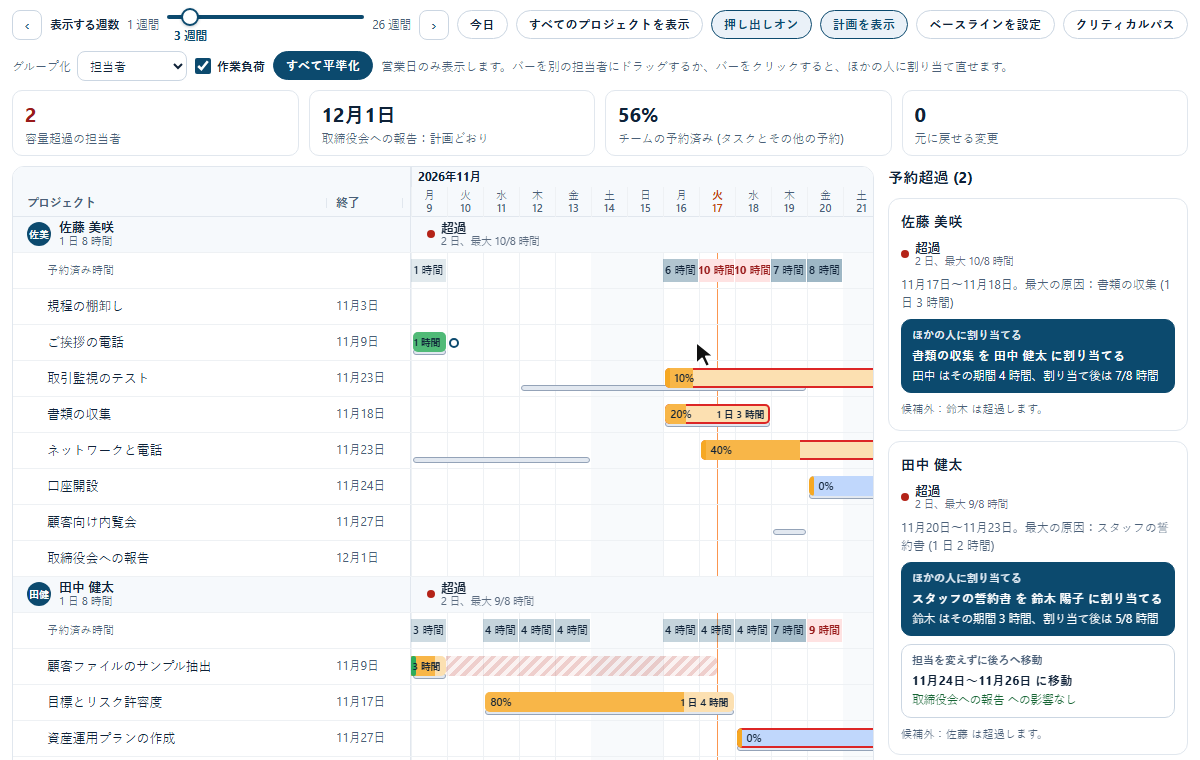 ‹ 表示する週数 1 週間 26 週間 › 今日 すべてのプロジェクトを表示 押し出しオン 計画を表示 ベースラインを設定 クリティカルパス
3 週間
グループ化 担当者 作業負荷 すべて平準化 営業日のみ表示します。バーを別の担当者にドラッグするか、バーをクリックすると、ほかの人に割り当て直せます。
2
容量超過の担当者
12月1日
取締役会への報告：計画どおり
56%
チームの予約済み (タスクとその他の予約)
0
元に戻せる変更
2026年11月
プロジェクト 終了
月 火 水 木 金 土 日 月 火 水 木 金 土
9 10 11 12 13 14 15 16 17 18 19 20 21
佐美 佐藤 美咲
1 日 8 時間
超過
2 日、最大 10/8 時間
予約済み時間 1 時間 6 時間 10 時間 10 時間 7 時間 8 時間
規程の棚卸し 11月3日
ご挨拶の電話 11月9日 1 時間
取引監視のテスト 11月23日 10%
書類の収集 11月18日 20% 1 日 3 時間
ネットワークと電話 11月23日 40%
口座開設 11月24日 0%
顧客向け内覧会 11月27日
取締役会への報告 12月1日
田健 田中 健太
1 日 8 時間
超過
2 日、最大 9/8 時間
予約済み時間 3 時間 4 時間 4 時間 4 時間 4 時間 4 時間 4 時間 7 時間 9 時間
顧客ファイルのサンプル抽出 11月9日 3 時間
目標とリスク許容度 11月17日 80% 1 日 4 時間
資産運用プランの作成 11月27日 0%
予約超過 (2)
佐藤 美咲
超過
2 日、最大 10/8 時間
11月17日〜11月18日。最大の原因：書類の収集 (1
日 3 時間)
ほかの人に割り当てる
書類の収集 を 田中 健太 に割り当てる
田中 はその期間 4 時間、割り当て後は 7/8 時間
候補外：鈴木 は超過します。
田中 健太
超過
2 日、最大 9/8 時間
11月20日〜11月23日。最大の原因：スタッフの誓
約書 (1 日 2 時間)
ほかの人に割り当てる
スタッフの誓約書 を 鈴木 陽子 に割り当てる
鈴木 はその期間 3 時間、割り当て後は 5/8 時間
担当を変えずに後ろへ移動
11月24日〜11月26日 に移動
取締役会への報告 への影響なし
候補外：佐藤 は超過します。